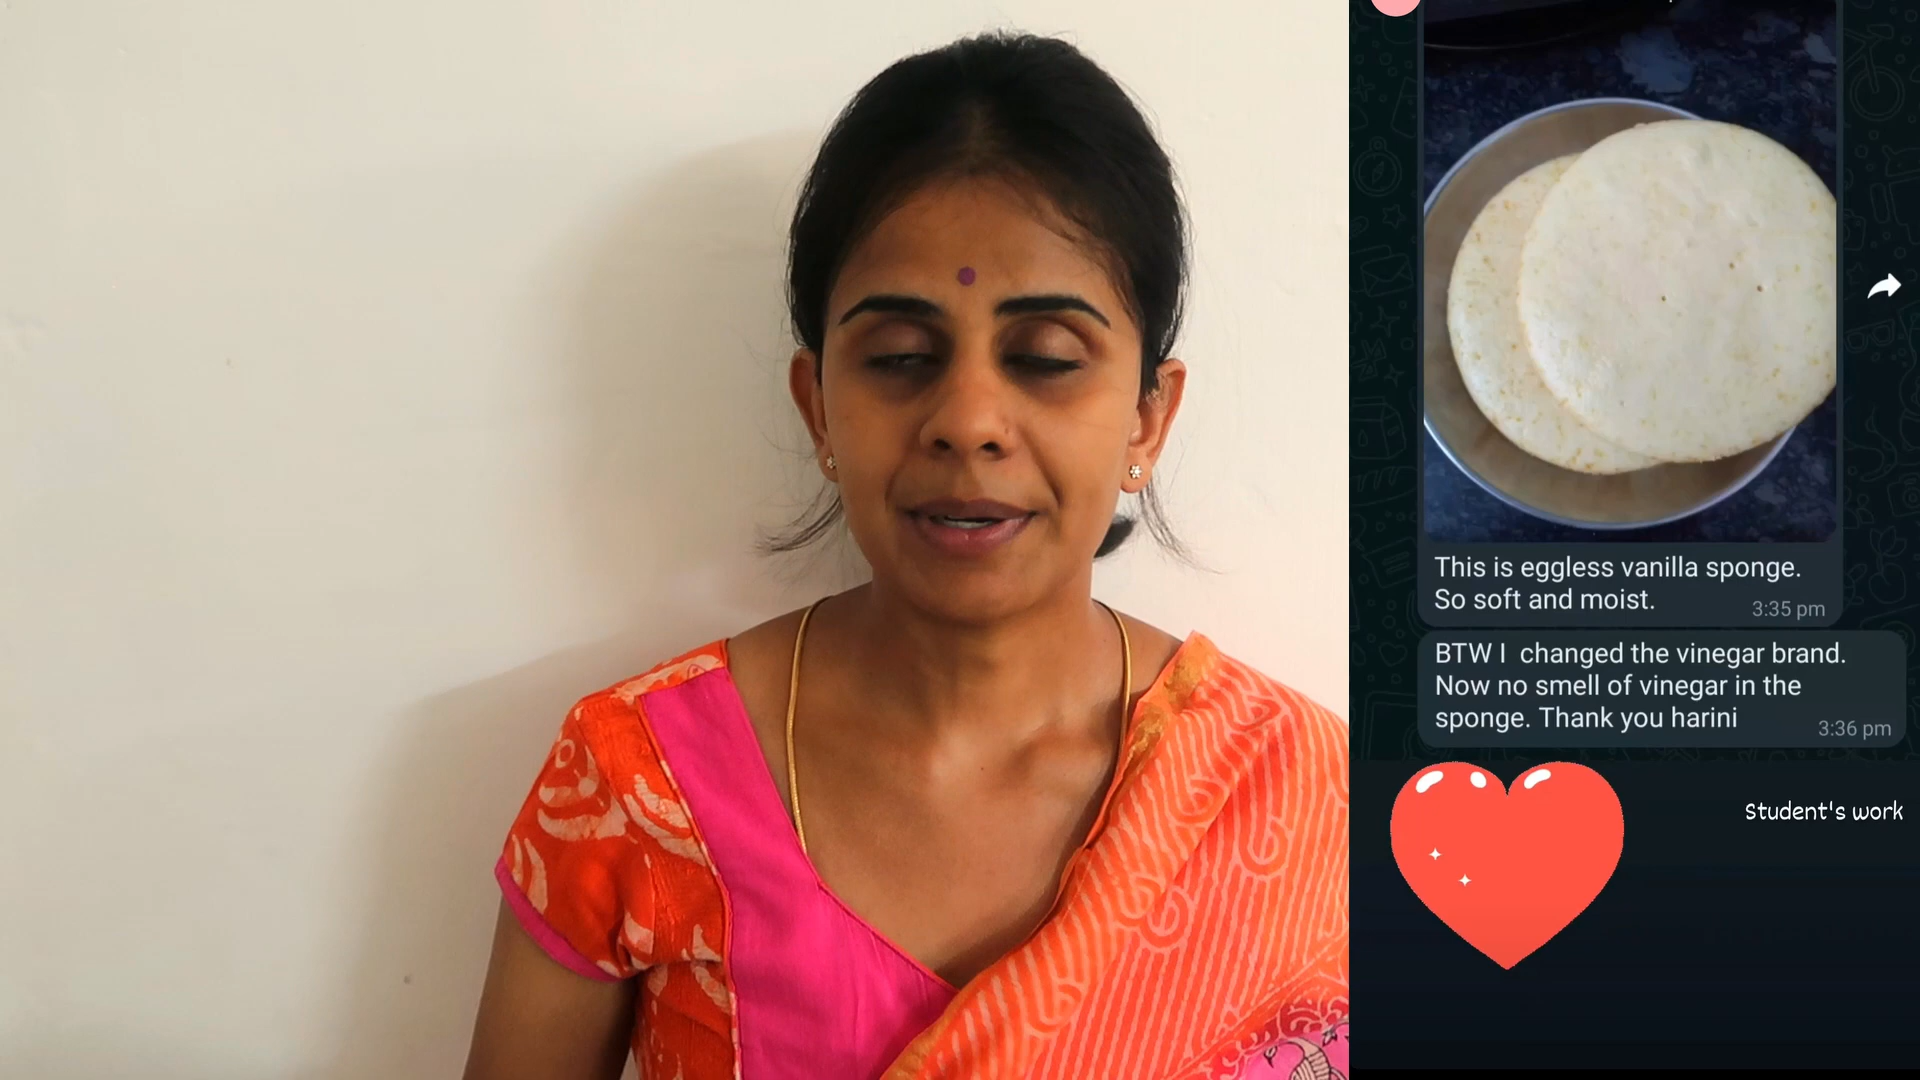 This is eggless vanilla sponge.
So soft and moist.
3:35 pm
BTW I changed the vinegar brand.
Now no smell of vinegar in the
sponge. Thank you harini
3:36 pm
Student's work